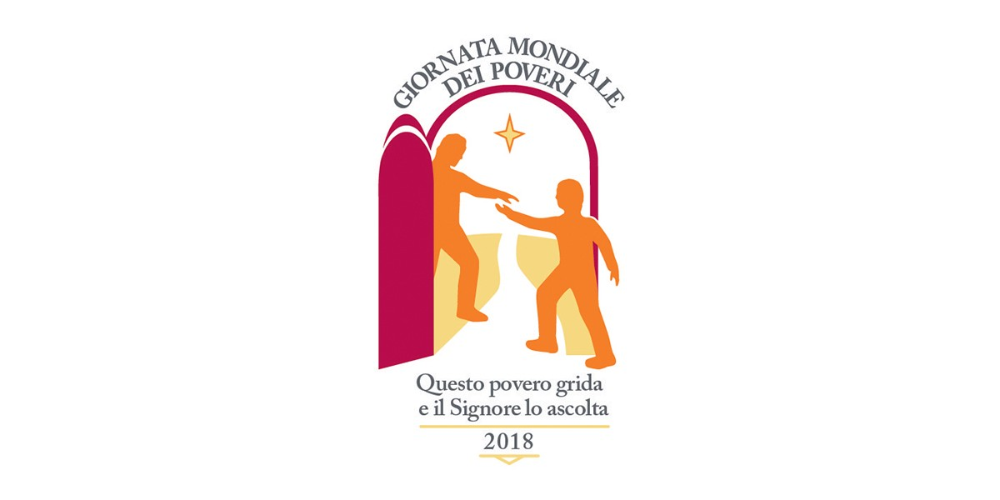 GIORNATA MONDIALE
DEI POVERI
Questo povero grida
e il Signore lo ascolta
2018